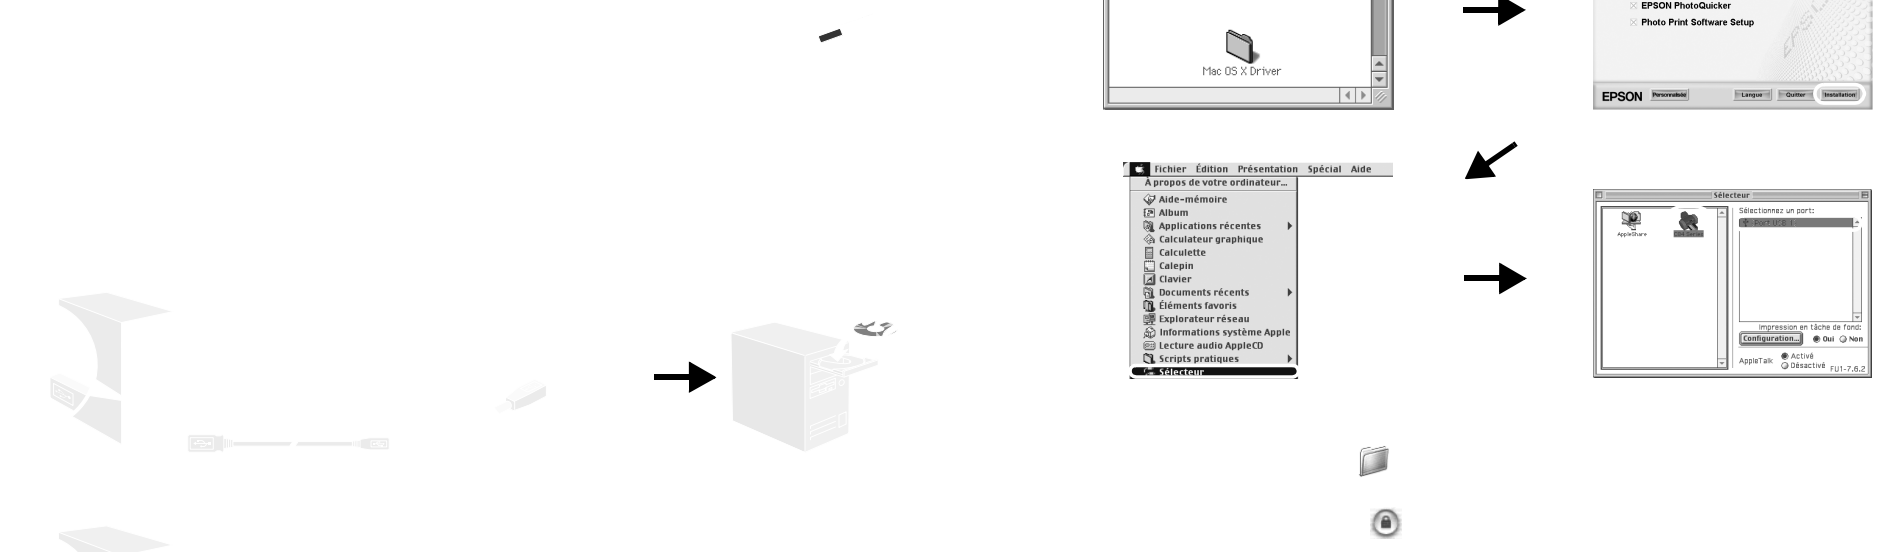 Mac OS X Driver
EPSON PhotoQuicker
Photo Print Software Setup
EPSON
Personnalisée
Langue
Quitter
Installation
Fichier Édition Présentation Spécial Aide
À propos de votre ordinateur...
Aide-mémoire
Album
Applications récentes
Calculateur graphique
Calculette
Calepin
Clavier
Documents récents
Éléments favoris
Explorateur réseau
Informations système Apple
Lecture audio AppleCD
Scripts pratiques
Sélecteur
Sélecteur
AppleShare
Sélectionnez un port:
Port USB 1
Impression en tâche de fond:
Configuration...
Oui Non
AppleTalk
Activé
Désactivé
FU1-7.6.2